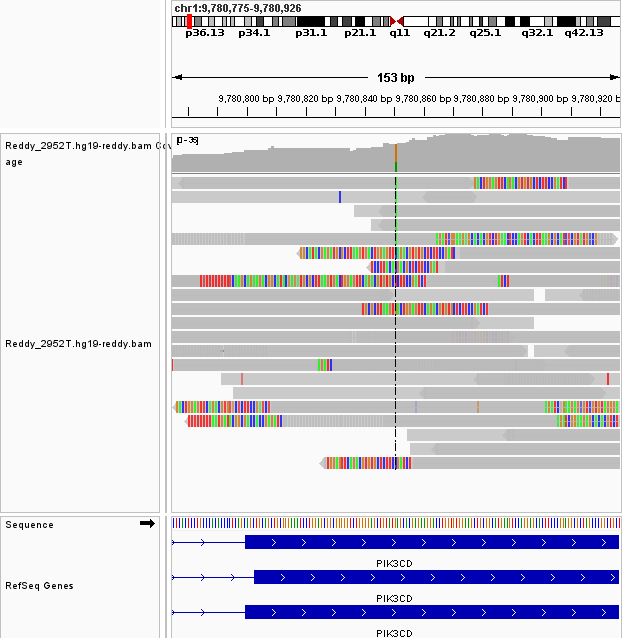 chr1:9,780,775-9,780,926
p36.13 p34.1 p31.1 p21.1 q11 q21.2 q25.1 q32.1 q42.13
153 bp
9,780,800 bp 9,780,820 bp 9,780,840 bp 9,780,860 bp 9,780,880 bp 9,780,900 bp 9,780,920 b
[0-36]
Reddy_2952T.hg19-reddy.bam Cov
age
Reddy_2952T.hg19-reddy.bam
Sequence
PIK3CD
RefSeq Genes
PIK3CD
PIK3CD